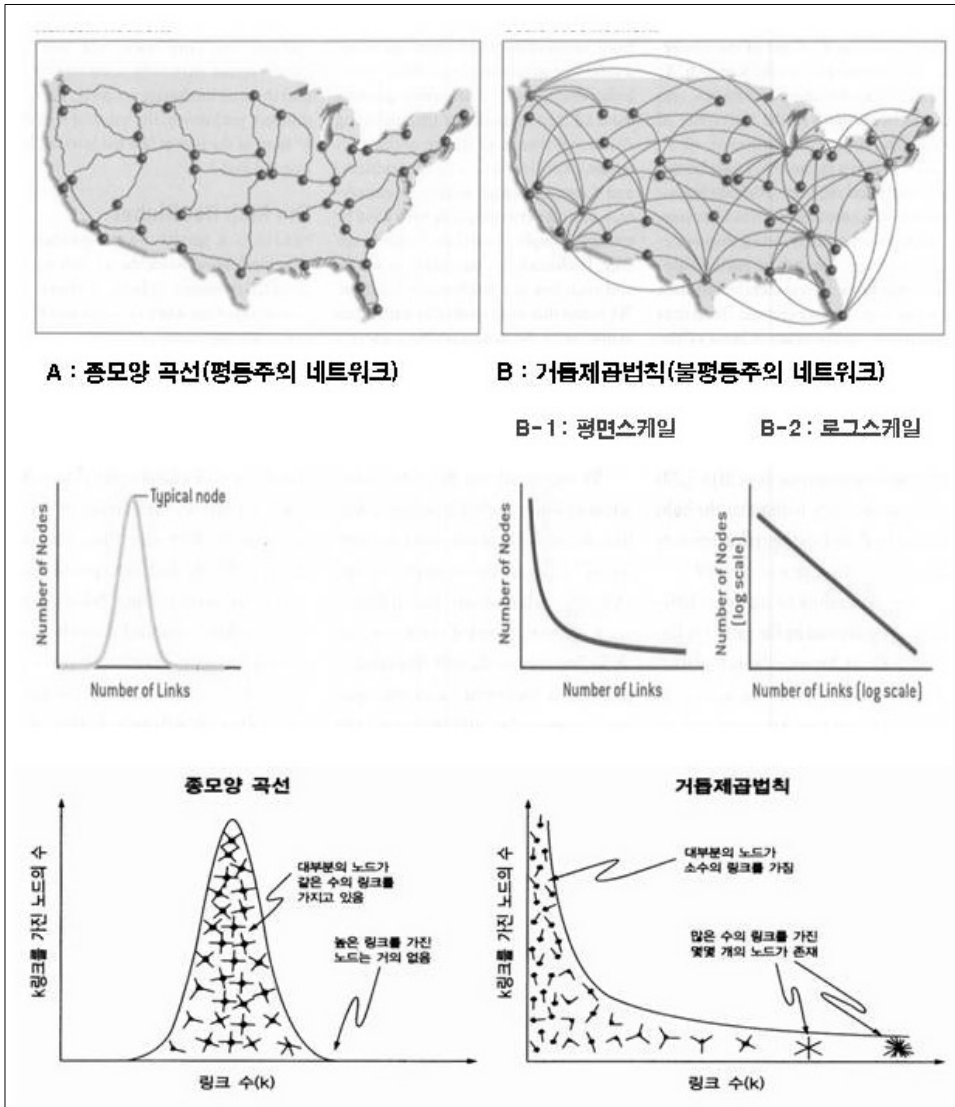 A : 종모양 곡선(평등주의 네트워크)
B : 거듭제곱법칙(불평등주의 네트워크)
B-1 : 평면스케일
B-2 : 로그스케일
Typical node
Number of Nodes
Number of Links
Number of Nodes
Number of Links
Number of Nodes
(log scale)
Number of Links (log scale)
종모양 곡선
k링크를 가진 노드의 수
대부분의 노드가
같은 수의 링크를
가지고 있음
높은 링크를 가진
노드는 거의 없음
링크 수(k)
거듭제곱법칙
k링크를 가진 노드의 수
대부분의 노드가
소수의 링크를 가짐
많은 수의 링크를 가진
몇몇 개의 노드가 존재
링크 수(k)